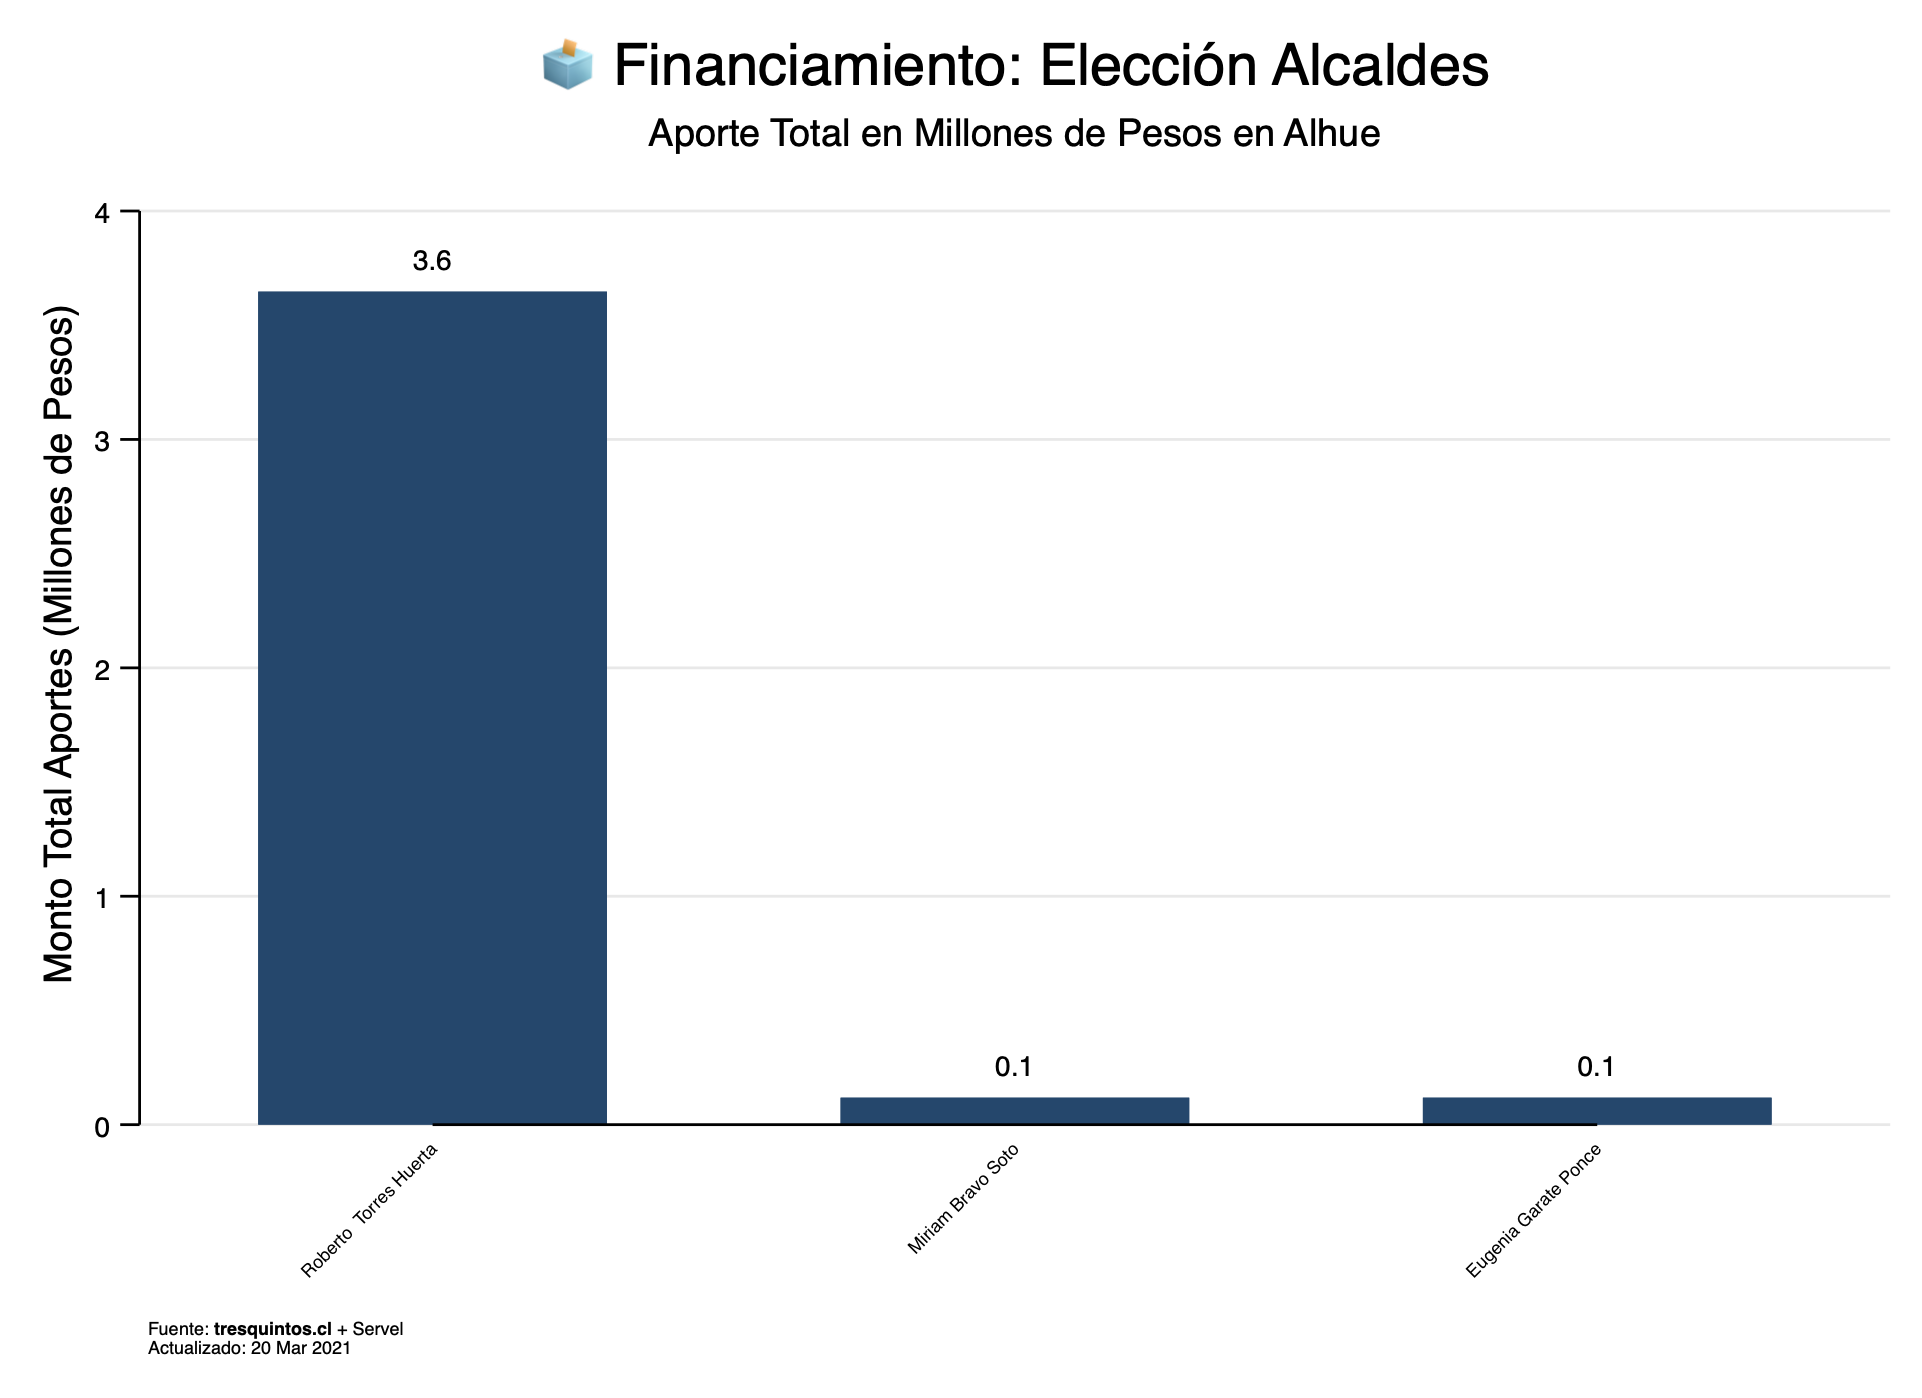 Financiamiento: Elección Alcaldes
Aporte Total en Millones de Pesos en Alhue
Monto Total Aportes (Millones de Pesos)
4
3
2
1
0
3.6
0.1
0.1
Roberto  Torres Huerta
Miriam Bravo Soto
Eugenia Garate Ponce
Fuente: tresquintos.cl + Servel
Actualizado: 20 Mar 2021